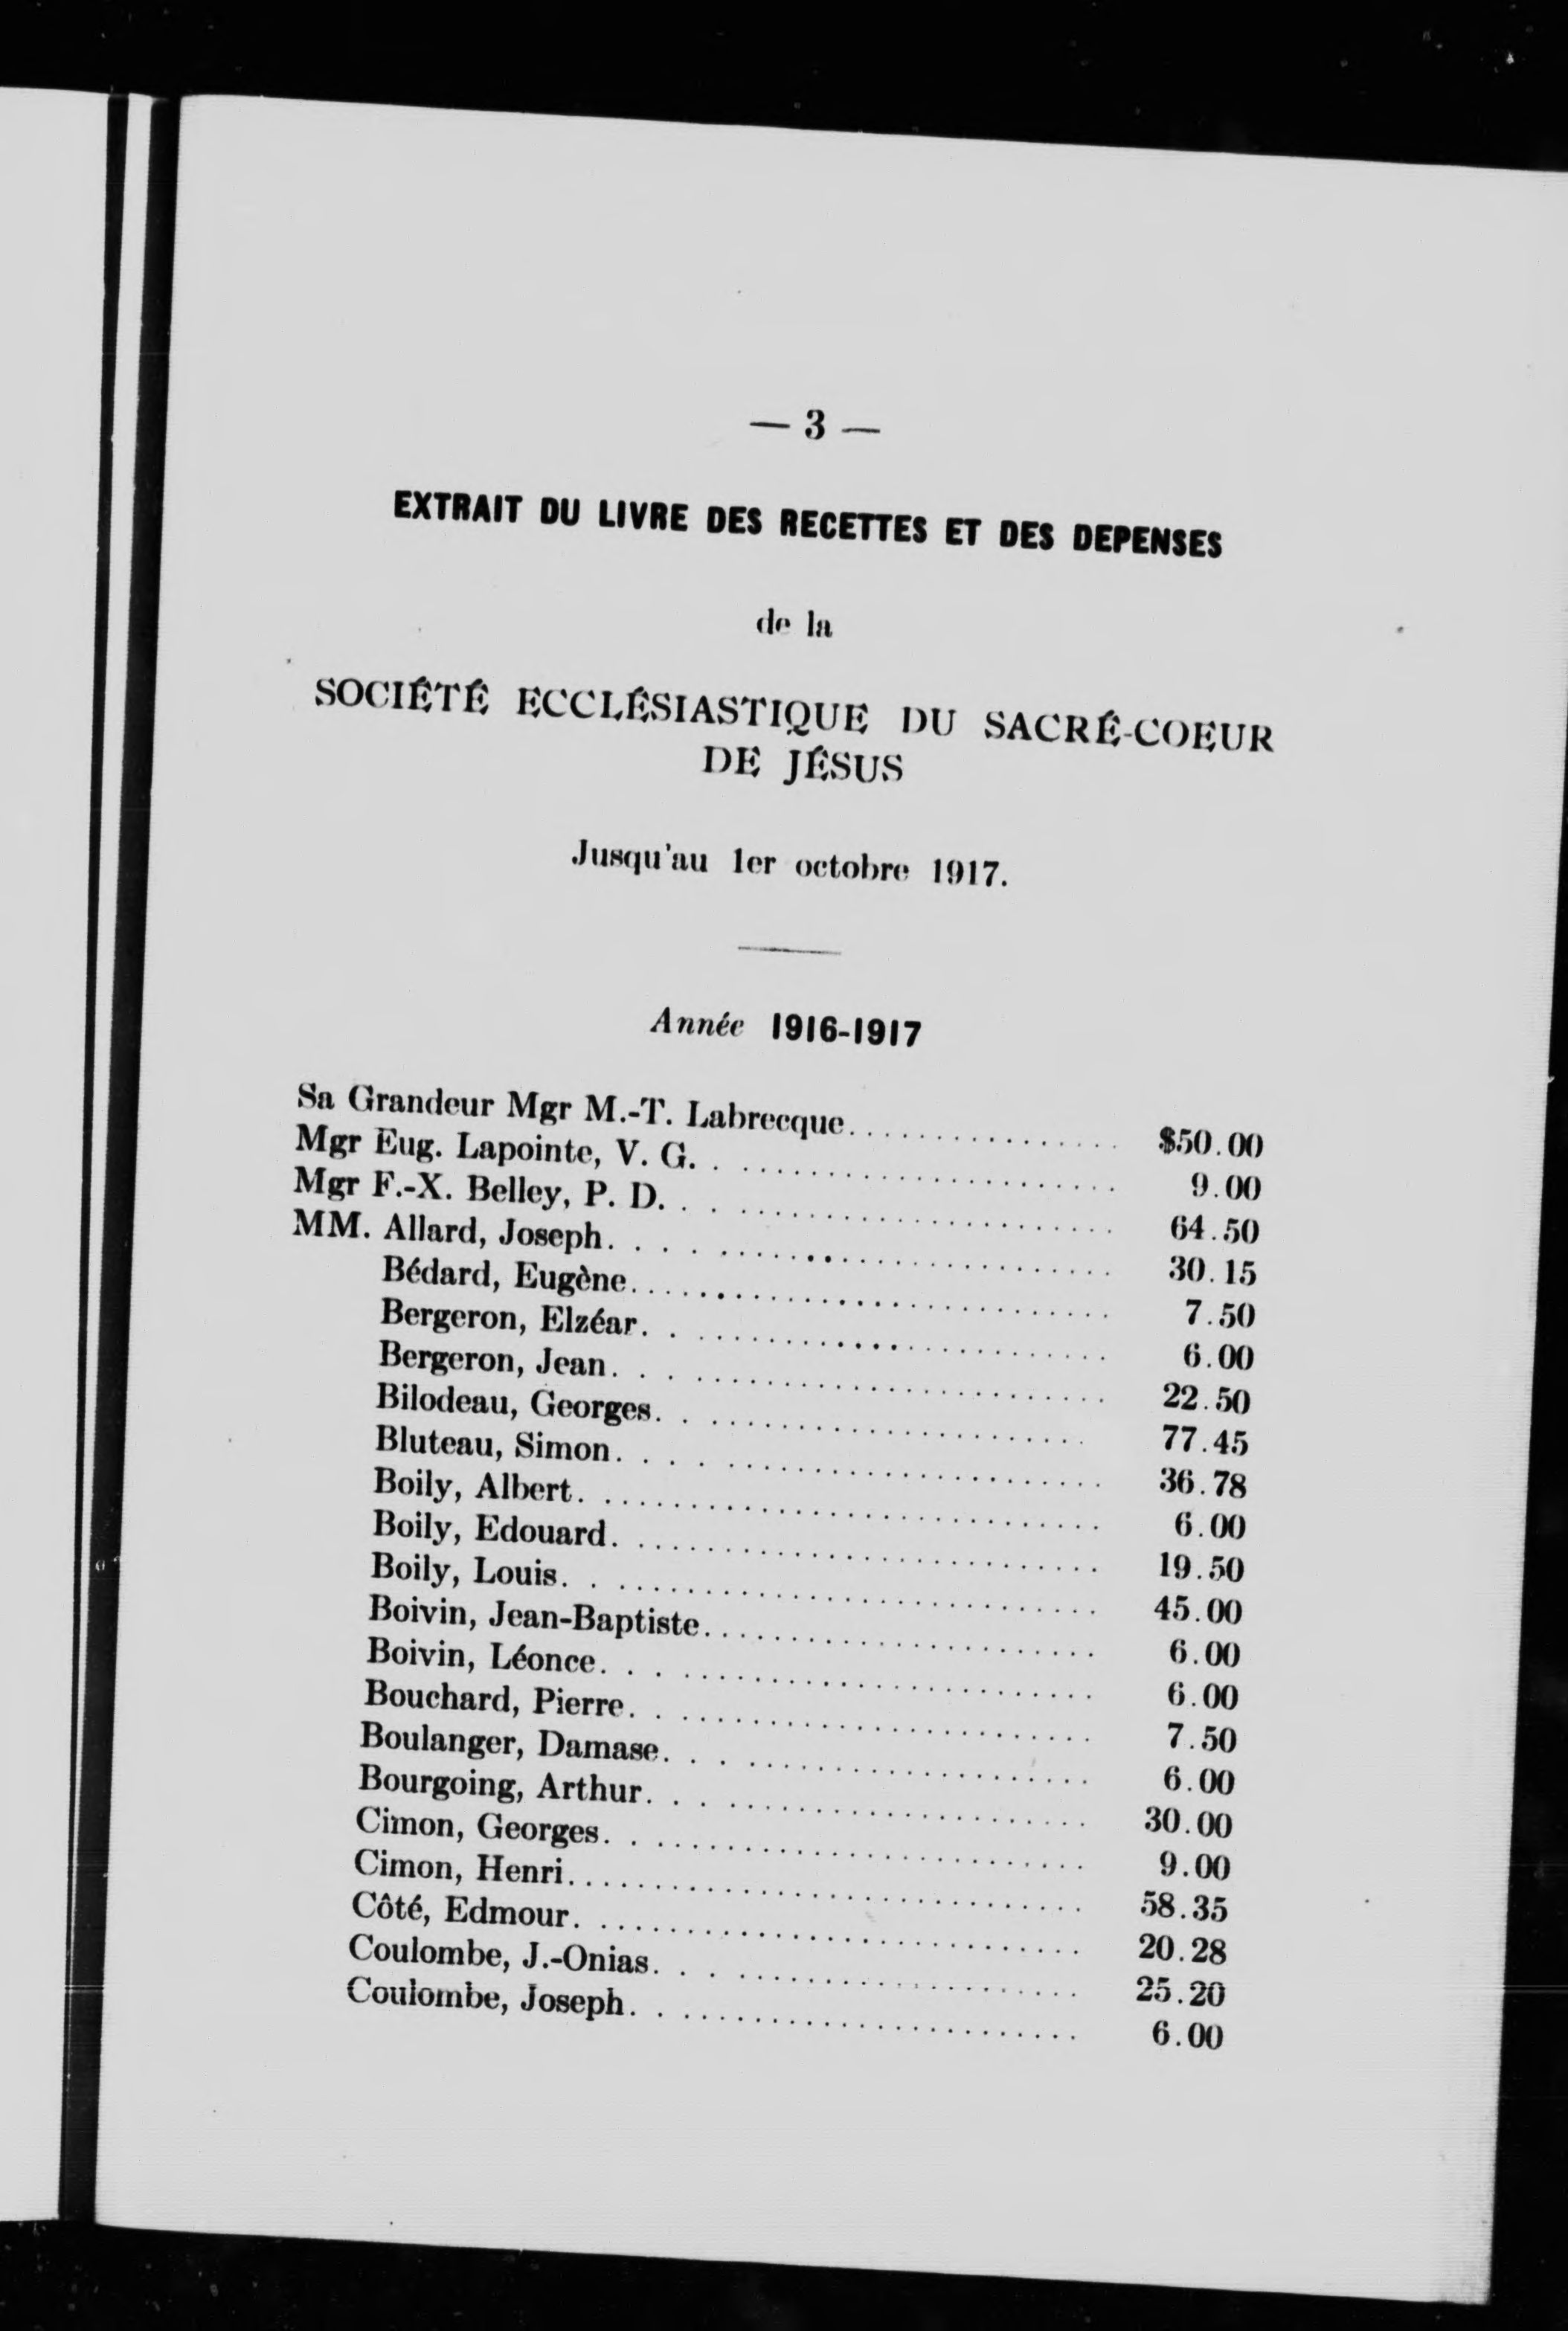 — 3 —
EXTRAIT DU LIVRE DES RECETTES ET DES DEPENSES
de la
SOCIÉTÉ ECCLÉSIASTIQUE DU SACRÉ-COEUR
DE JÉSUS
Jusqu'au 1er octobre 1917.
Année 1916-1917
Sa Grandeur Mgr M.-T. Labrecque. $50.00
Mgr Eug. Lapointe, V. G. 9.00
Mgr F.-X. Belley, P. D. 64.50
MM. Allard, Joseph. 30.15
Bédard, Eugène. 7.50
Bergeron, Elzéar. 6.00
Bergeron, Jean. 22.50
Bilodeau, Georges. 77.45
Bluteau, Simon. 36.78
Boily, Albert. 6.00
Boily, Edouard. 19.50
Boily, Louis. 45.00
Boivin, Jean-Baptiste. 6.00
Boivin, Léonce. 6.00
Bouchard, Pierre. 7.50
Boulanger, Damase. 6.00
Bourgoing, Arthur. 30.00
Cimon, Georges. 9.00
Cimon, Henri. 58.35
Côté, Edmour. 20.28
Coulombe, J.-Onias. 25.20
Coulombe, Joseph. 6.00